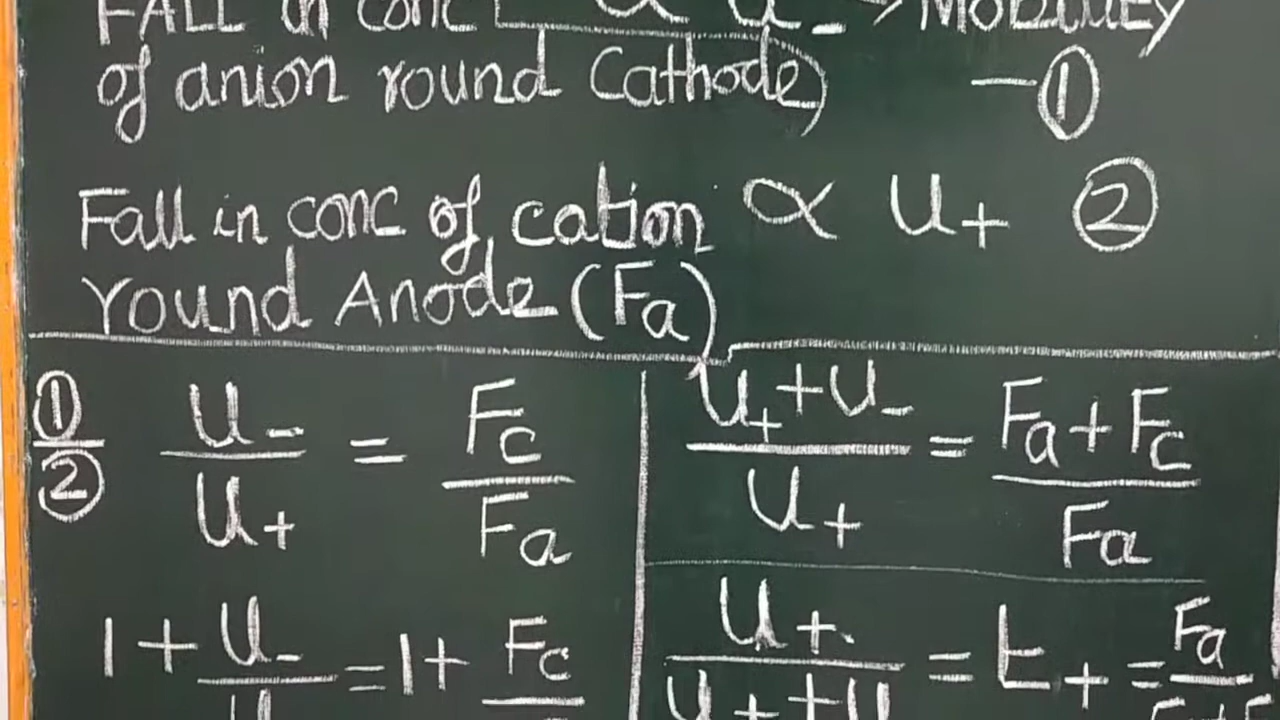 FALL in conc α u₋ → Mobility
of anion round Cathode) — ①
Fall in conc of cation ∝ u₊ ②
round Anode (Fa)
①/② u₋/u₊ = Fc/Fa
1 + u₋/u = 1 + Fc/
(u₊ + u₋)/u₊ = (Fa + Fc)/Fa
u₊/(u₊ + u = t₊ = Fa/